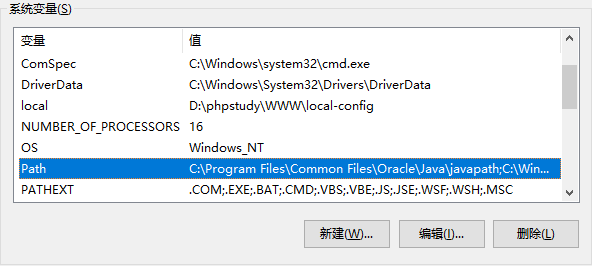 系统变量(S)
变量 值
ComSpec C:\Windows\system32\cmd.exe
DriverData C:\Windows\System32\Drivers\DriverData
local D:\phpstudy\WWW\local-config
NUMBER_OF_PROCESSORS 16
OS Windows_NT
Path C:\Program Files\Common Files\Oracle\Java\javapath;C:\Win...
PATHEXT .COM;.EXE;.BAT;.CMD;.VBS;.VBE;.JS;.JSE;.WSF;.WSH;.MSC
新建(W)... 编辑(I)... 删除(L)